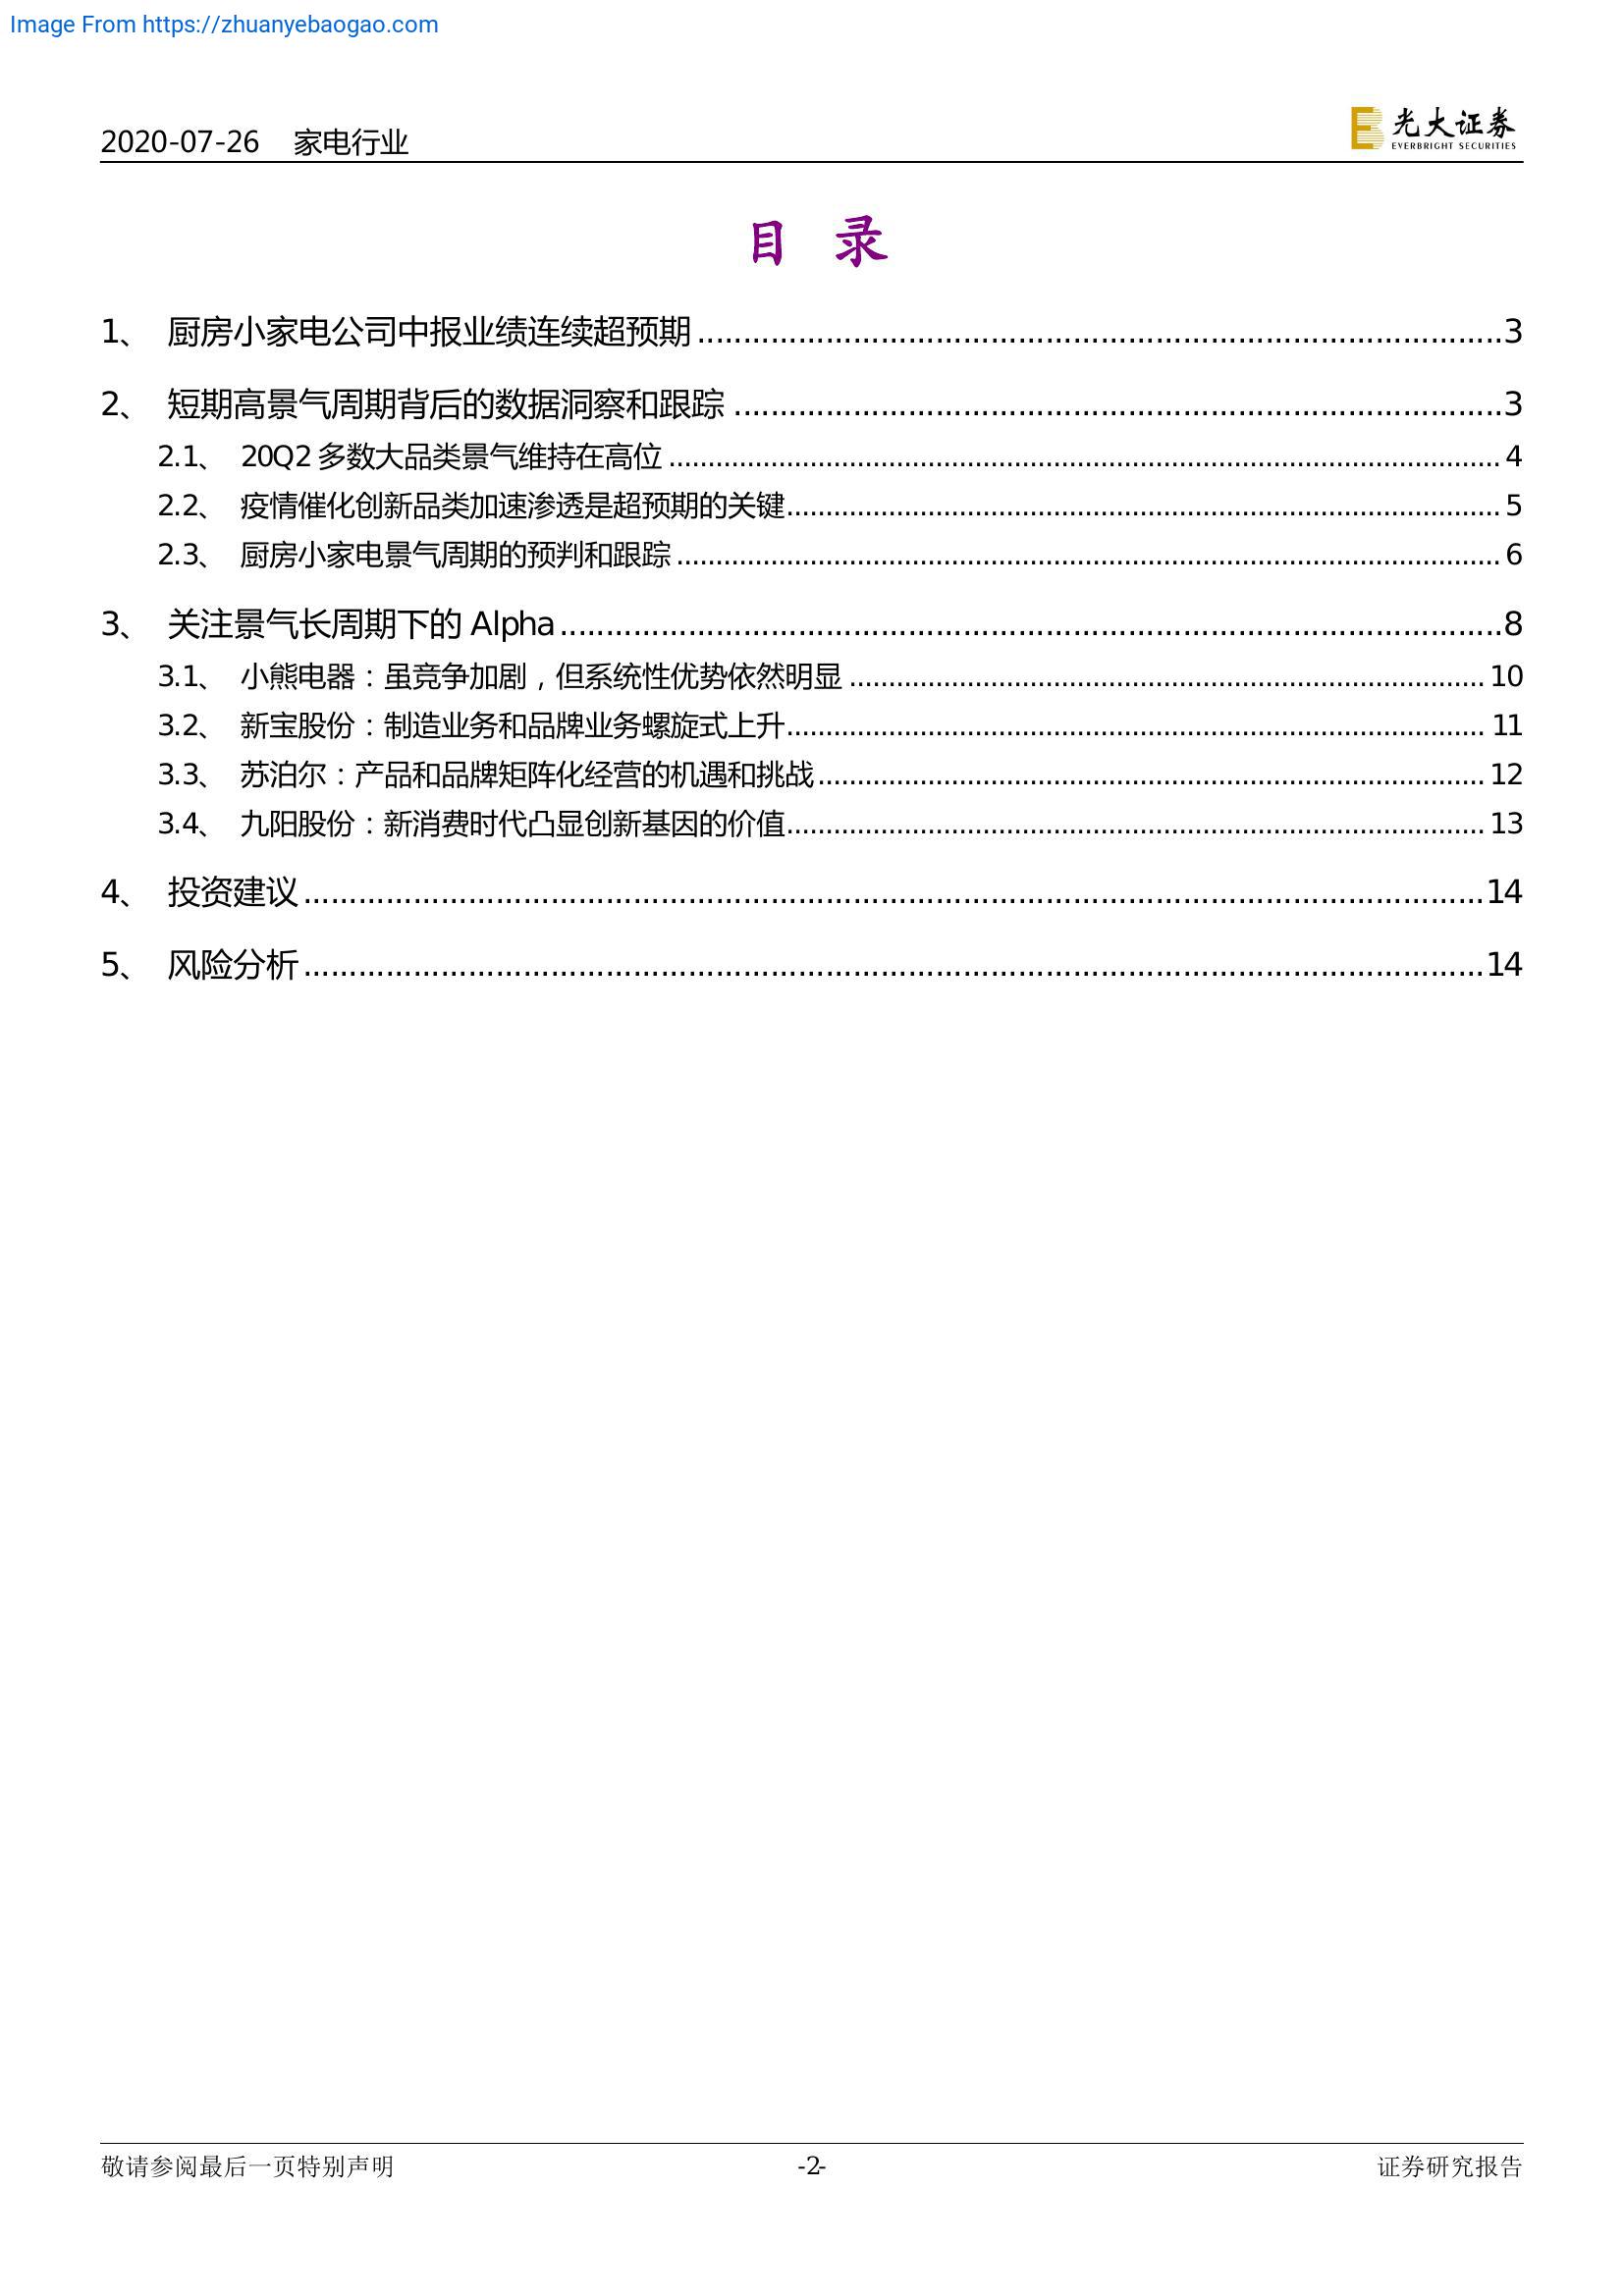 Image From https://zhuanyebaogao.com
2020-07-26 家电行业
光大证券
EVERBRIGHT SECURITIES
目 录
1、 厨房小家电公司中报业绩连续超预期 ........................................ 3
2、 短期高景气周期背后的数据洞察和跟踪 ........................................ 3
2.1、 20Q2 多数大品类景气维持在高位 ........................................ 4
2.2、 疫情催化创新品类加速渗透是超预期的关键 ........................................ 5
2.3、 厨房小家电景气周期的预判和跟踪 ........................................ 6
3、 关注景气长周期下的 Alpha ........................................ 8
3.1、 小熊电器：虽竞争加剧，但系统性优势依然明显 ........................................ 10
3.2、 新宝股份：制造业务和品牌业务螺旋式上升 ........................................ 11
3.3、 苏泊尔：产品和品牌矩阵化经营的机遇和挑战 ........................................ 12
3.4、 九阳股份：新消费时代凸显创新基因的价值 ........................................ 13
4、 投资建议 ........................................ 14
5、 风险分析 ........................................ 14
敬请参阅最后一页特别声明 -2- 证券研究报告